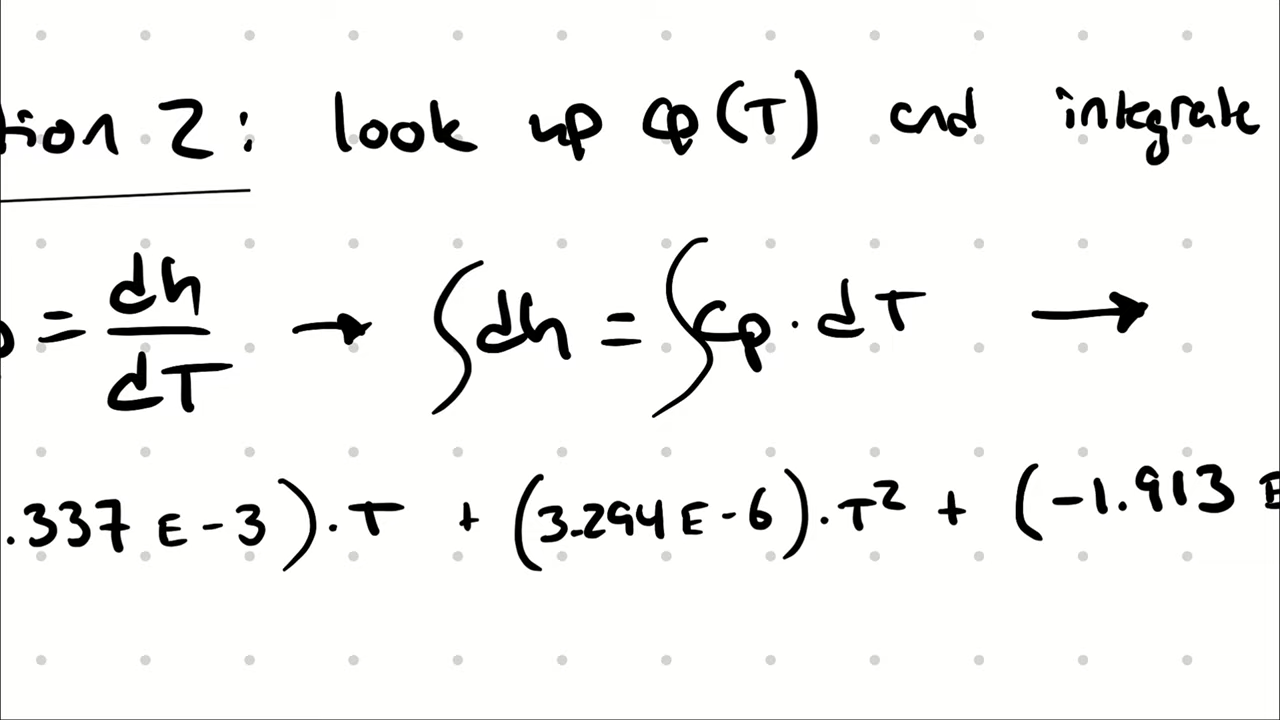 tion 2: look up cp(T) and integrate
= dh/dT → ∫dh = ∫cp · dT →
.337 E-3) · T + (3.294 E-6) · T² + (-1.913 E